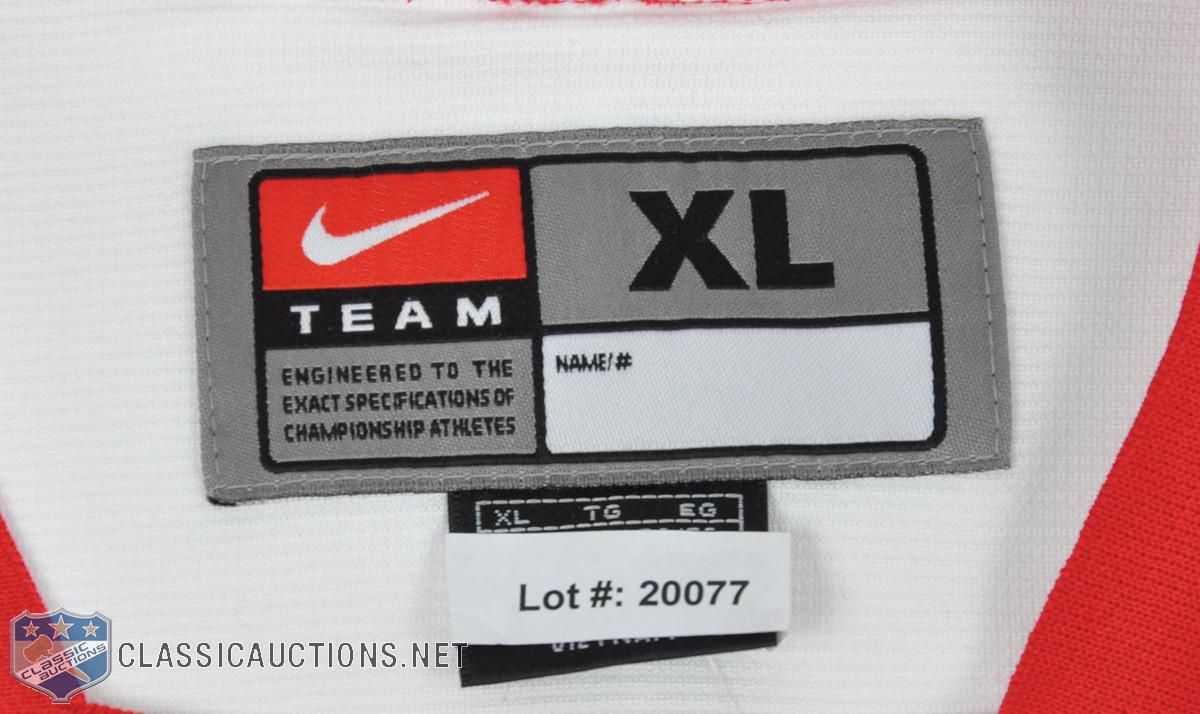 XL
TEAM
NAME/#
ENGINEERED TO THE
EXACT SPECIFICATIONS OF
CHAMPIONSHIP ATHLETES
XL TG EG
Lot #: 20077
CLASSIC
AUCTIONS
CLASSICAUCTIONS.NET